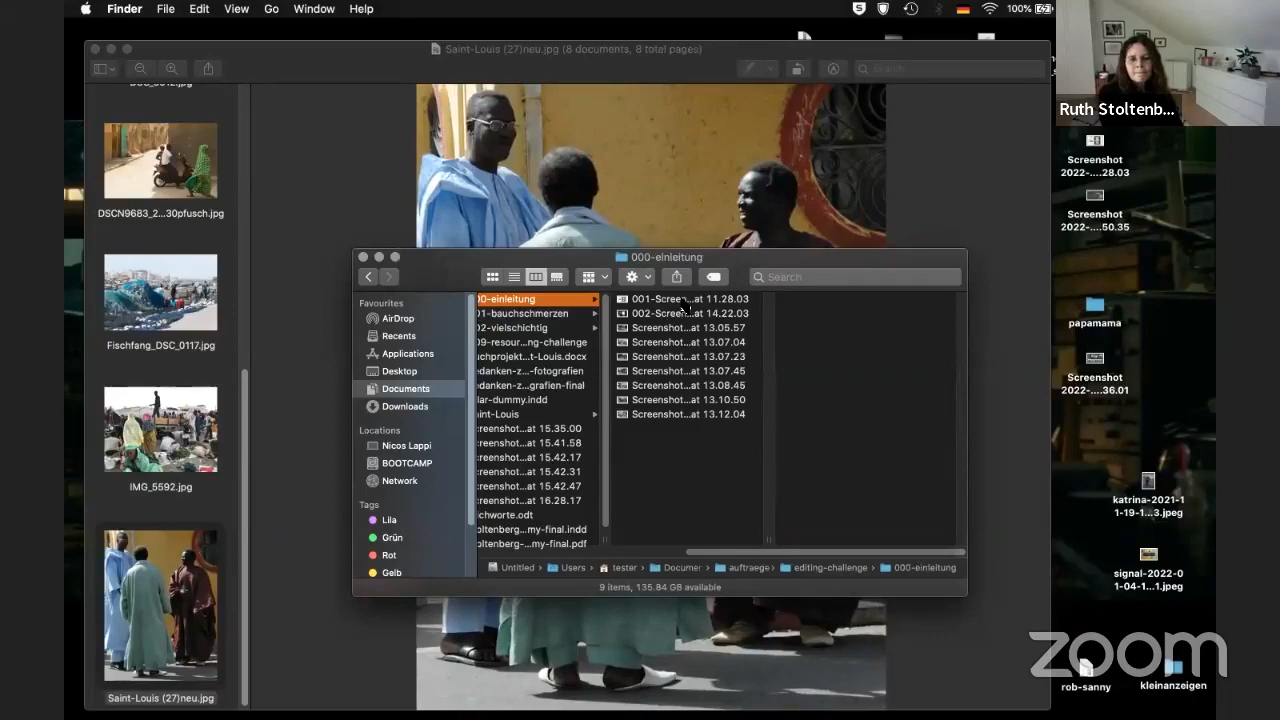 Finder File Edit View Go Window Help 100%
Saint-Louis (27)neu.jpg (8 documents, 8 total pages)
Search
Ruth Stoltenb...
DSCN9683_2...30pfusch.jpg
Fischfang_DSC_0117.jpg
IMG_5592.jpg
Saint-Louis (27)neu.jpg
000-einleitung
Search
Favourites
AirDrop
Recents
Applications
Desktop
Documents
Downloads
Locations
Nicos Lappi
BOOTCAMP
Network
Tags
Lila
Grün
Rot
Gelb
00-einleitung
01-bauchschmerzen
02-vielschichtig
09-resour...ng-challenge
uchprojekt...t-Louis.docx
edanken-z...-fotografien
edanken-z...grafien-final
lar-dummy.indd
aint-Louis
creenshot...at 15.35.00
creenshot...at 15.41.58
creenshot...at 15.42.17
creenshot...at 15.42.31
creenshot...at 15.42.47
creenshot...at 16.28.17
ichworte.odt
oltenberg...my-final.indd
oltenberg-...my-final.pdf
001-Screen...at 11.28.03
002-Screen...at 14.22.03
Screenshot...at 13.05.57
Screenshot...at 13.07.04
Screenshot...at 13.07.23
Screenshot...at 13.07.45
Screenshot...at 13.08.45
Screenshot...at 13.10.50
Screenshot...at 13.12.04
Untitled › Users › tester › Documer › auftraege › editing-challenge › 000-einleitung
9 items, 135.84 GB available
Screenshot
2022-....28.03
Screenshot
2022-....50.35
papamama
Screenshot
2022-....36.01
katrina-2021-1
1-19-1...3.jpeg
signal-2022-0
1-04-1...1.jpeg
rob-sanny
kleinanzeigen
zoom